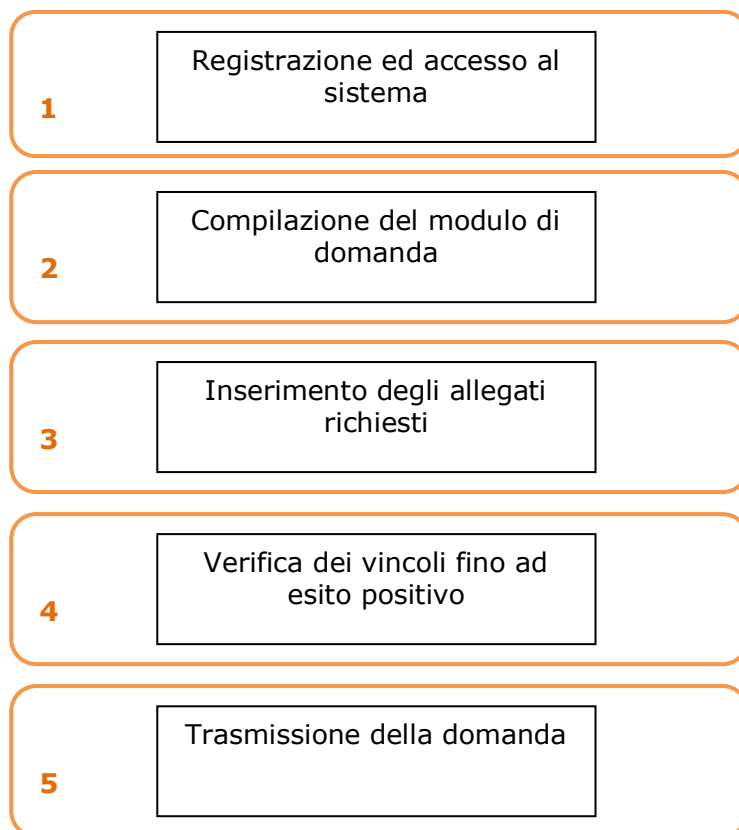 1
Registrazione ed accesso al
sistema
2
Compilazione del modulo di
domanda
3
Inserimento degli allegati
richiesti
4
Verifica dei vincoli fino ad
esito positivo
5
Trasmissione della domanda